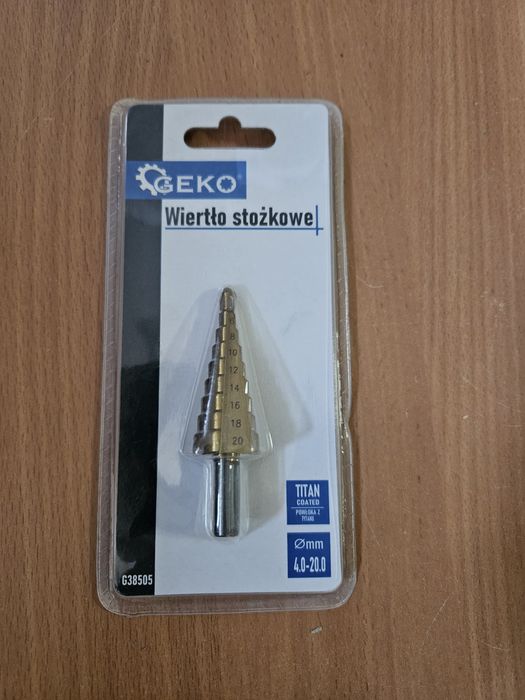 GEKO
Wiertło stożkowe
6
8
10
12
14
16
18
20
TITAN
COATED
POWŁOKA Z
Ømm
4.0-20.0
G38505